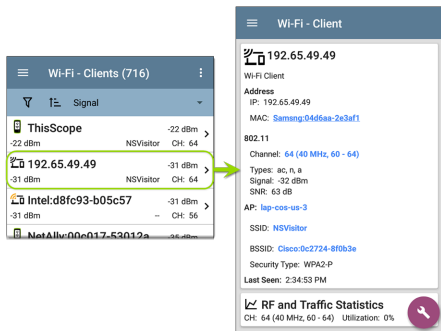 Wi-Fi - Clients (716)
Signal
ThisScope
-22 dBm
-22 dBm
NSVisitor
CH: 64
192.65.49.49
-31 dBm
-31 dBm
NSVisitor
CH: 64
Intel:d8fc93-b05c57
-31 dBm
-31 dBm
--
CH: 56
NetAlly:00c017-53012a
-35 dBm
Wi-Fi - Client
192.65.49.49
Wi-Fi Client
Address
IP: 192.65.49.49
MAC: Samsng:04d6aa-2e3af1
802.11
Channel: 64 (40 MHz, 60 - 64)
Types: ac, n, a
Signal: -32 dBm
SNR: 63 dB
AP: lap-cos-us-3
SSID: NSVisitor
BSSID: Cisco:0c2724-8f0b3e
Security Type: WPA2-P
Last Seen: 2:34:53 PM
RF and Traffic Statistics
CH: 64 (40 MHz, 60 - 64) Utilization: 0%